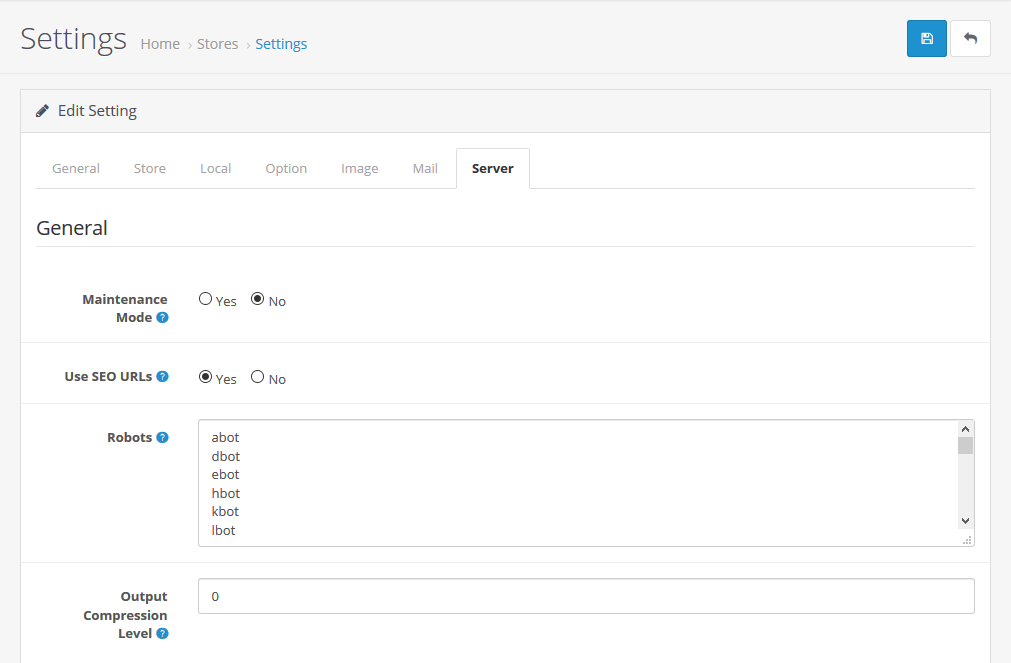 Settings Home › Stores › Settings
Edit Setting
General Store Local Option Image Mail Server
General
Maintenance
Mode ?
Yes No
Use SEO URLs ? Yes No
Robots ?
abot
dbot
ebot
hbot
kbot
lbot
Output
Compression
Level ?
0